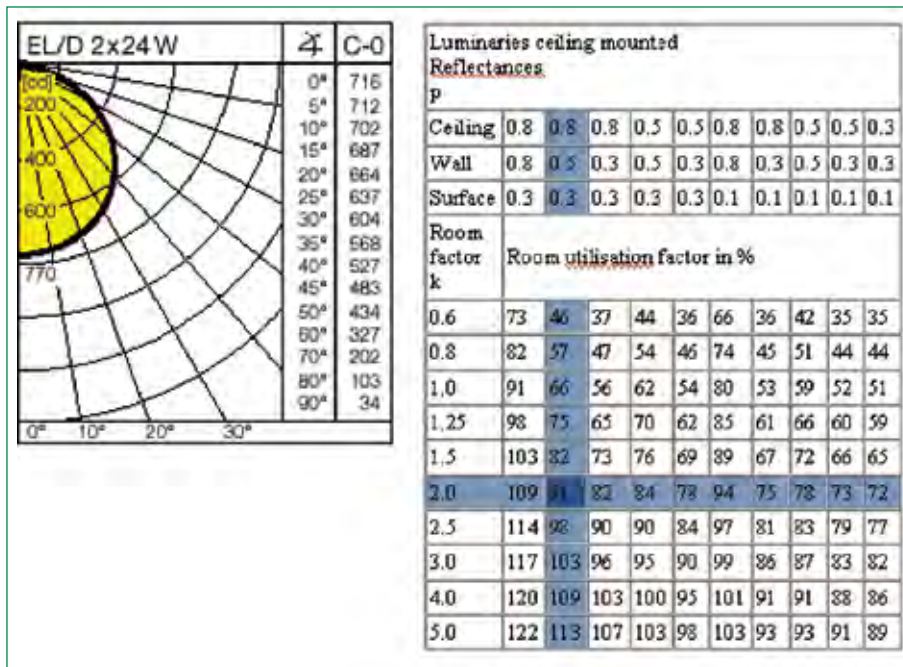 EL/D 2x24W ∡ C-0
[cd]
200
400
600
770
0° 716
5° 712
10° 702
15° 687
20° 664
25° 637
30° 604
35° 568
40° 527
45° 483
50° 434
60° 327
70° 202
80° 103
90° 34
0° 10° 20° 30°
Luminaries ceiling mounted
Reflectances
p
Ceiling 0.8 0.8 0.8 0.5 0.5 0.8 0.8 0.5 0.5 0.3
Wall 0.8 0.5 0.3 0.5 0.3 0.8 0.3 0.5 0.3 0.3
Surface 0.3 0.3 0.3 0.3 0.3 0.1 0.1 0.1 0.1 0.1
Room
factor
k
Room utilisation factor in %
0.6 73 46 37 44 36 66 36 42 35 35
0.8 82 57 47 54 46 74 45 51 44 44
1.0 91 66 56 62 54 80 53 59 52 51
1.25 98 75 65 70 62 85 61 66 60 59
1.5 103 82 73 76 69 89 67 72 66 65
2.0 109 91 82 84 78 94 75 78 73 72
2.5 114 98 90 90 84 97 81 83 79 77
3.0 117 103 96 95 90 99 86 87 83 82
4.0 120 109 103 100 95 101 91 91 88 86
5.0 122 113 107 103 98 103 93 93 91 89